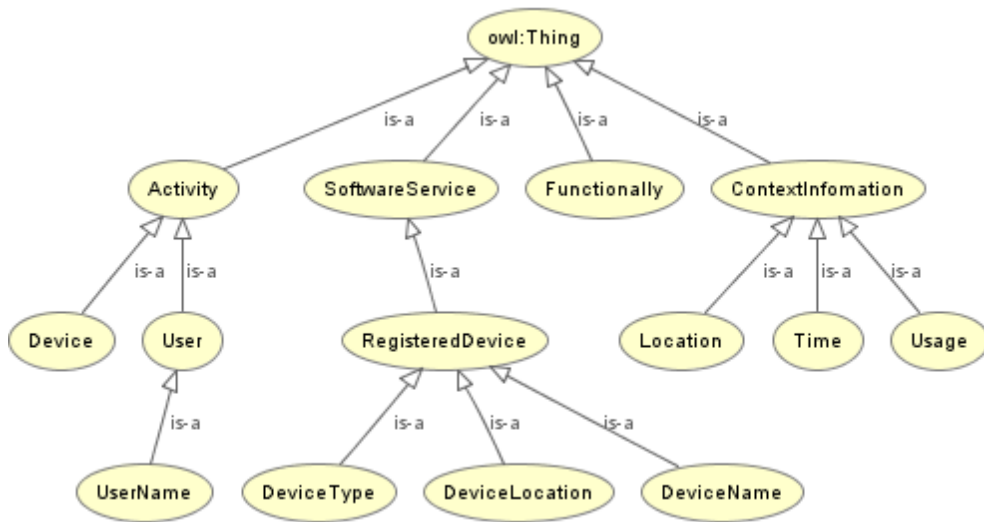 owl:Thing
is-a
is-a
is-a
is-a
Activity
SoftwareService
Functionally
ContextInfomation
is-a
is-a
is-a
is-a
is-a
is-a
Device
User
RegisteredDevice
Location
Time
Usage
is-a
is-a
is-a
is-a
UserName
DeviceType
DeviceLocation
DeviceName